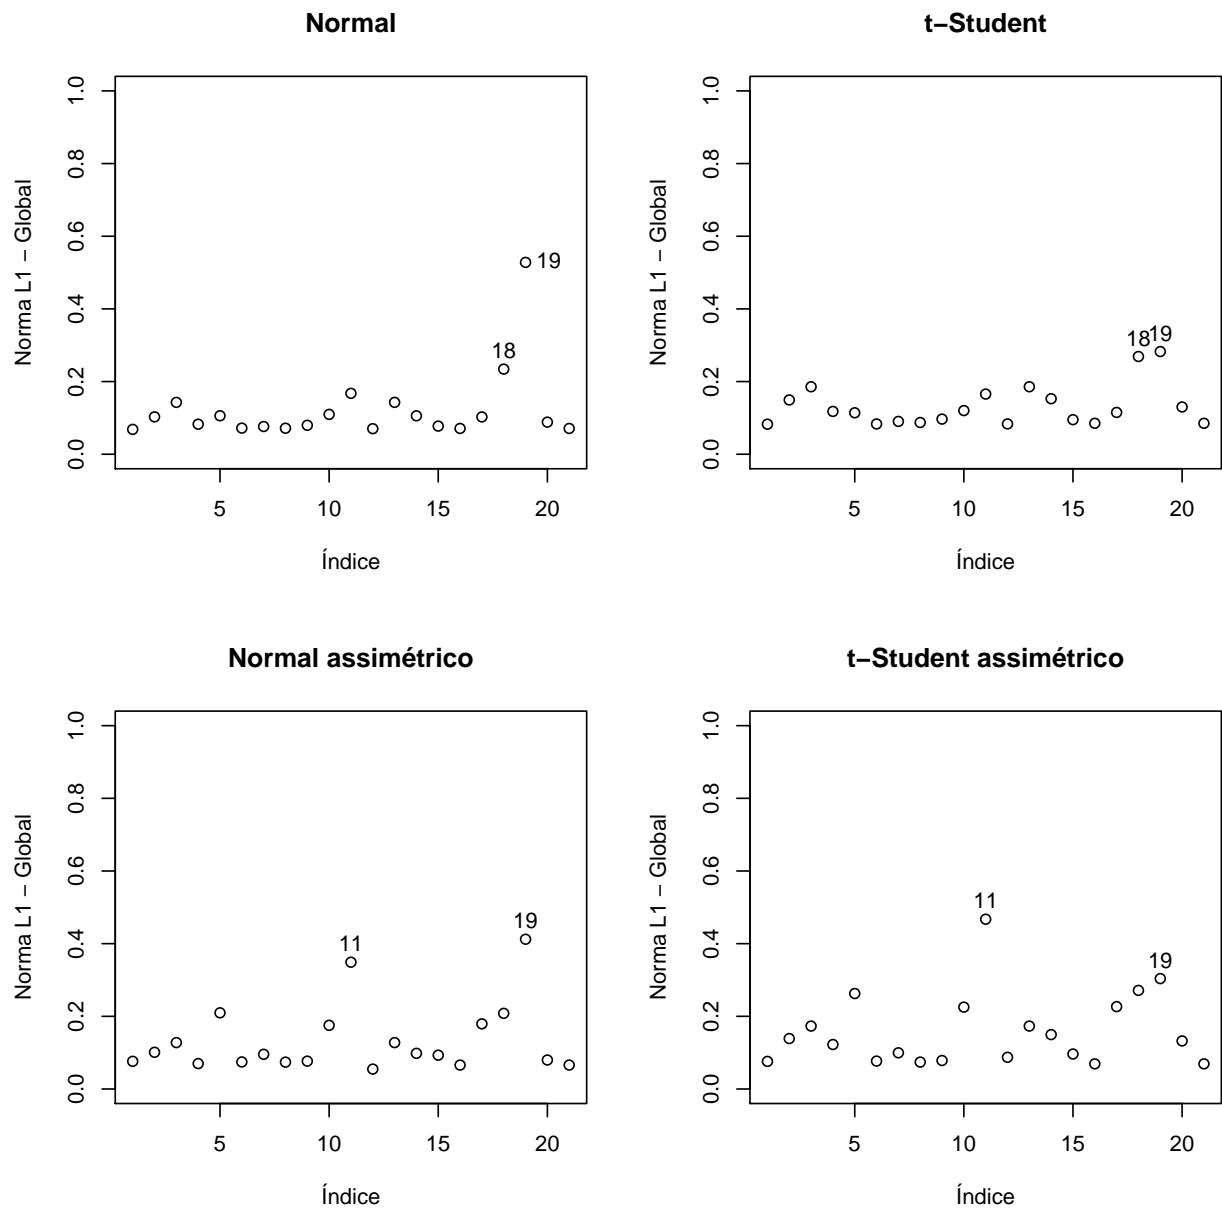 Normal
Norma L1 − Global
1.0
0.8
0.6
0.4
0.2
0.0
19
18
5 10 15 20
Índice
t−Student
Norma L1 − Global
1.0
0.8
0.6
0.4
0.2
0.0
18 19
5 10 15 20
Índice
Normal assimétrico
Norma L1 − Global
1.0
0.8
0.6
0.4
0.2
0.0
19
11
5 10 15 20
Índice
t−Student assimétrico
Norma L1 − Global
1.0
0.8
0.6
0.4
0.2
0.0
11
19
5 10 15 20
Índice